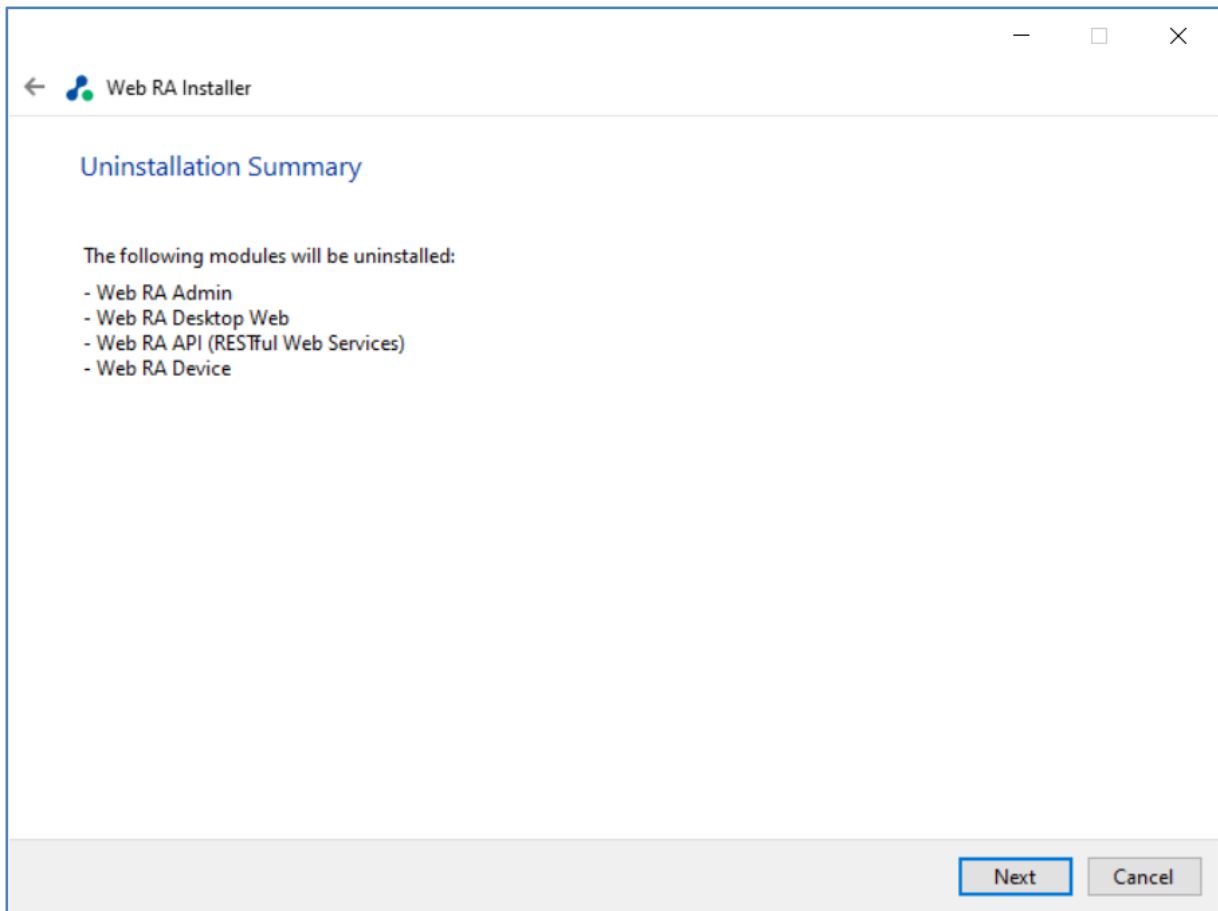 Web RA Installer
Uninstallation Summary
The following modules will be uninstalled:
- Web RA Admin
- Web RA Desktop Web
- Web RA API (RESTful Web Services)
- Web RA Device
Next Cancel